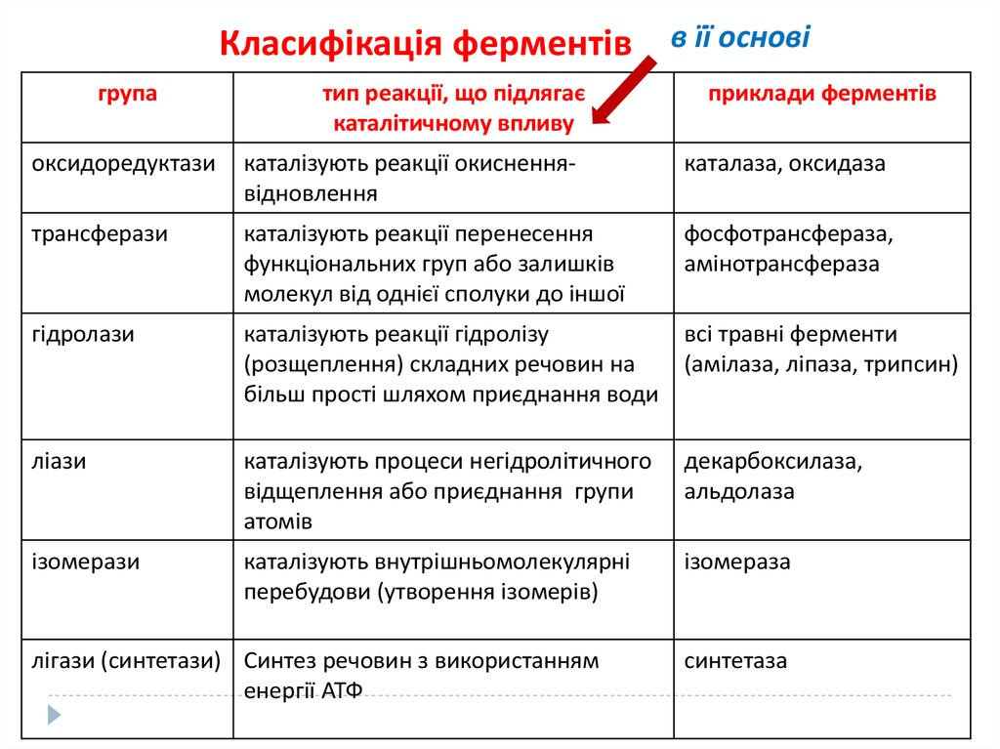 Класифікація ферментів
в її основі
група
тип реакції, що підлягає
каталітичному впливу
приклади ферментів
оксидоредуктази
каталізують реакції окиснення-
відновлення
каталаза, оксидаза
трансферази
каталізують реакції перенесення
функціональних груп або залишків
молекул від однієї сполуки до іншої
фосфотрансфераза,
амінотрансфераза
гідролази
каталізують реакції гідролізу
(розщеплення) складних речовин на
більш прості шляхом приєднання води
всі травні ферменти
(амілаза, ліпаза, трипсин)
ліази
каталізують процеси негідролітичного
відщеплення або приєднання групи
атомів
декарбоксилаза,
альдолаза
ізомерази
каталізують внутрішньомолекулярні
перебудови (утворення ізомерів)
ізомераза
лігази (синтетази)
Синтез речовин з використанням
енергії АТФ
синтетаза